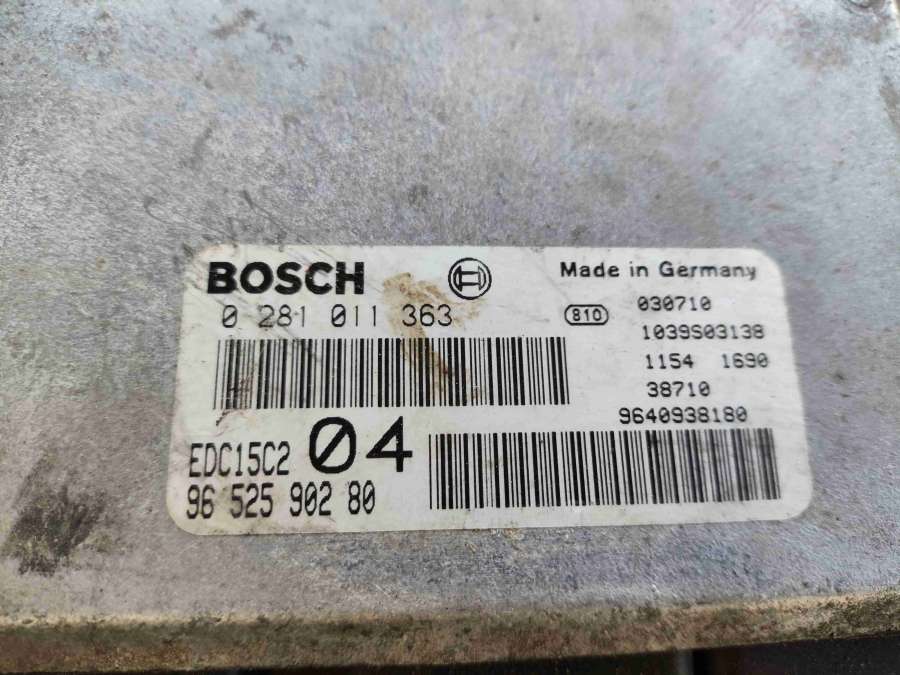 BOSCH
0 281 011 363
EDC15C2 04
96 525 902 80
Made in Germany
810 030710
1039S03138
1154 1690
38710
9640938180